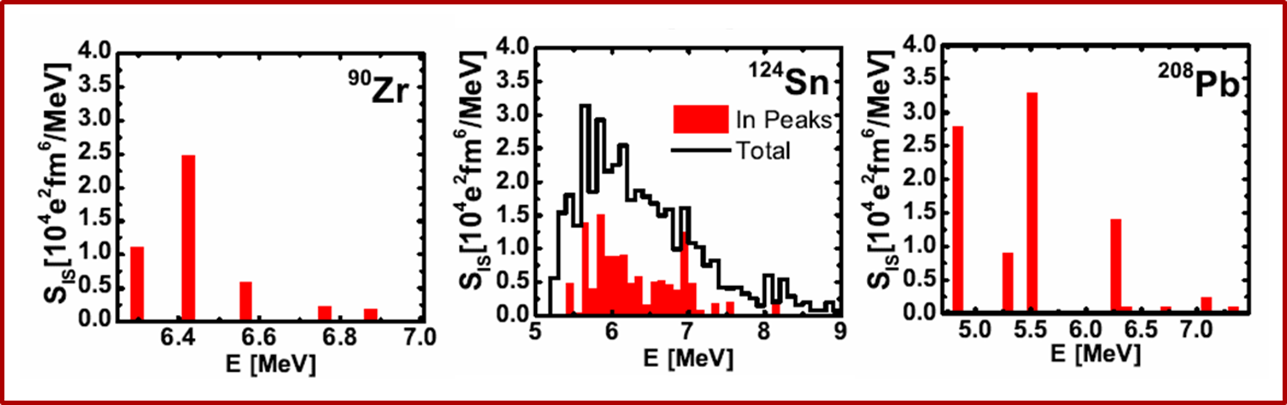 4.0
3.5
3.0
2.5
2.0
1.5
1.0
0.5
0.0
S_IS[10^4e^2fm^6/MeV]
^90Zr
6.4 6.6 6.8 7.0
E [MeV]
4.0
3.5
3.0
2.5
2.0
1.5
1.0
0.5
0.0
S_IS[10^4e^2fm^6/MeV]
^124Sn
In Peaks
Total
5 6 7 8 9
E [MeV]
4.0
3.5
3.0
2.5
2.0
1.5
1.0
0.5
0.0
S_IS[10^4e^2fm^6/MeV]
^208Pb
5.0 5.5 6.0 6.5 7.0
E [MeV]